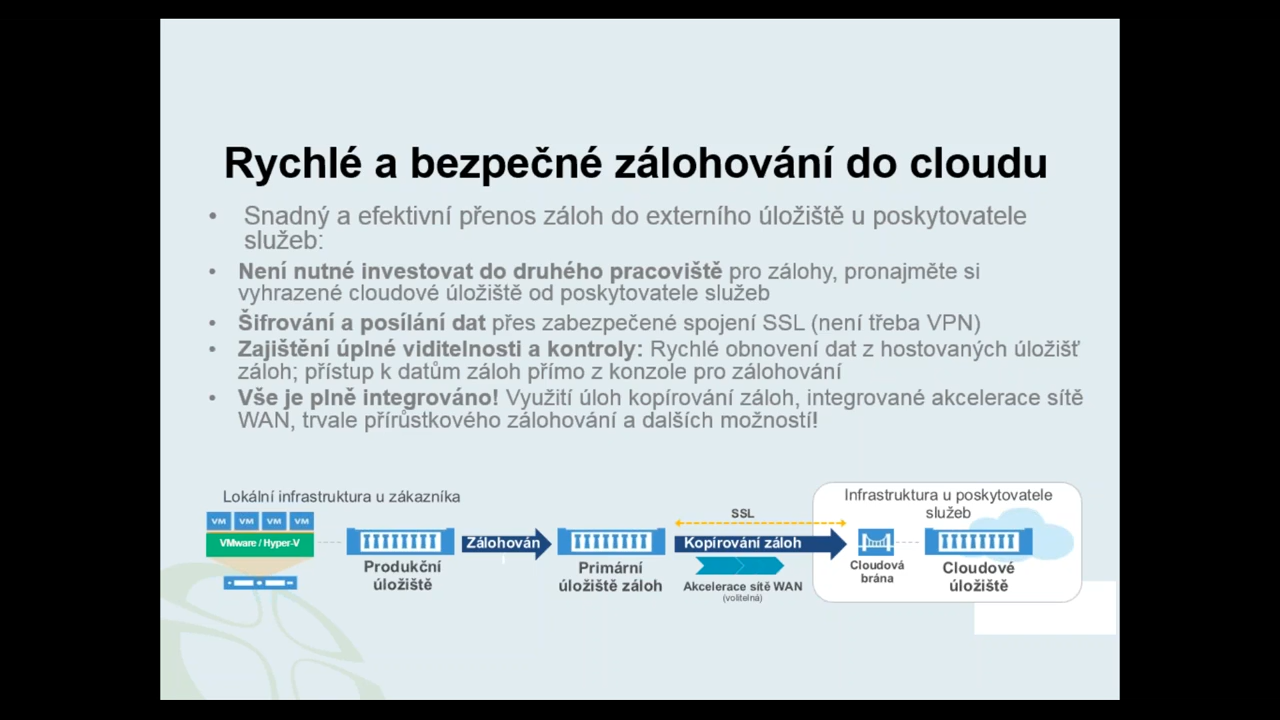 Rychlé a bezpečné zálohování do cloudu
• Snadný a efektivní přenos záloh do externího úložiště u poskytovatele
služeb:
• Není nutné investovat do druhého pracoviště pro zálohy, pronajměte si
vyhrazené cloudové úložiště od poskytovatele služeb
• Šifrování a posílání dat přes zabezpečené spojení SSL (není třeba VPN)
• Zajištění úplné viditelnosti a kontroly: Rychlé obnovení dat z hostovaných úložišť
záloh; přístup k datům záloh přímo z konzole pro zálohování
• Vše je plně integrováno! Využití úloh kopírování záloh, integrované akcelerace sítě
WAN, trvale přírůstkového zálohování a dalších možností!
Lokální infrastruktura u zákazníka
VM VM VM VM
VMware / Hyper-V
Produkční
úložiště
Zálohován
Primární
úložiště záloh
SSL
Kopírování záloh
Akcelerace sítě WAN
(volitelná)
Infrastruktura u poskytovatele
služeb
Cloudová
brána
Cloudové
úložiště